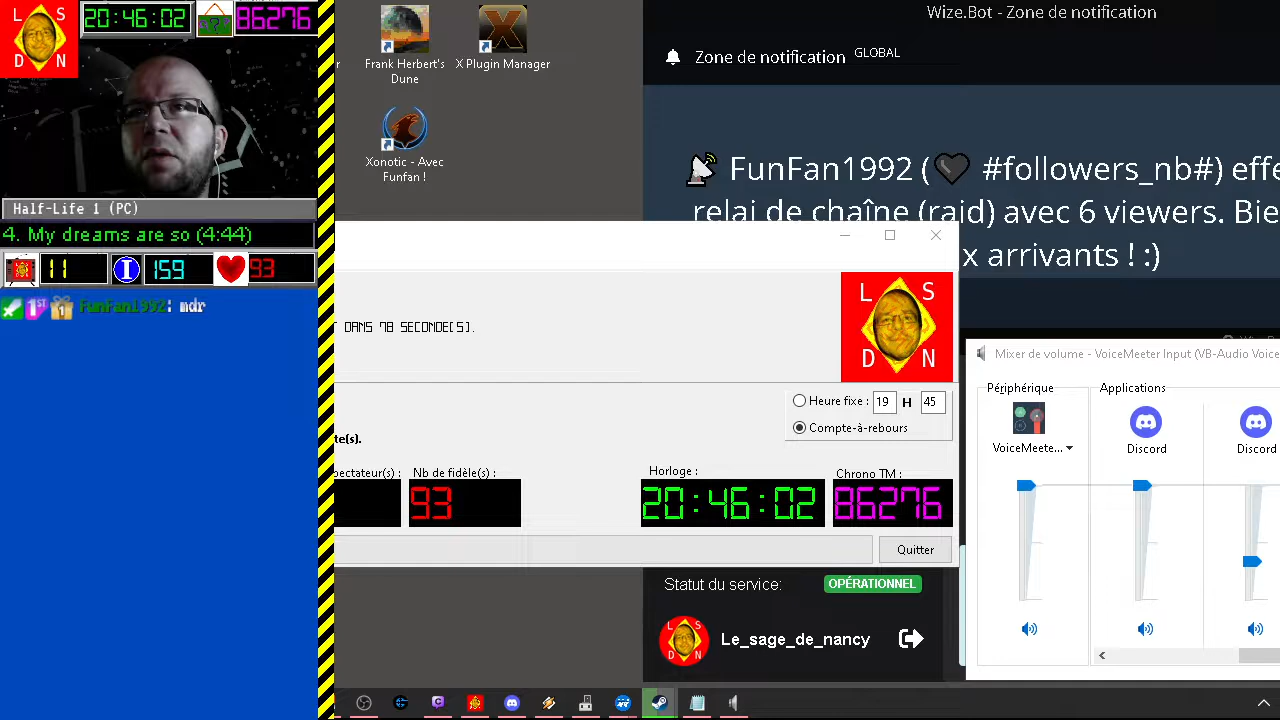 L S
D N
20:46:02
?
86276
Half-Life 1 (PC)
4. My dreams are so (4:44)
11
159
93
1ST
1
FunFan1992: mdr
Frank Herbert's
Dune
X Plugin Manager
Xonotic - Avec
Funfan !
Wize.Bot - Zone de notification
Zone de notification GLOBAL
FunFan1992 ( #followers_nb#) effe
relai de chaîne (raid) avec 6 viewers. Bie
x arrivants ! :)
DANS 78 SECONDE(S).
L S
D N
Heure fixe : 19 H 45
Compte-à-rebours
te(s).
pectateur(s) :
Nb de fidèle(s) :
93
Horloge :
20:46:02
Chrono TM :
86276
Quitter
Mixer de volume - VoiceMeeter Input (VB-Audio Voice
Périphérique
Applications
VoiceMeete...
Discord
Discord
Statut du service:
OPÉRATIONNEL
L S
D N
Le_sage_de_nancy